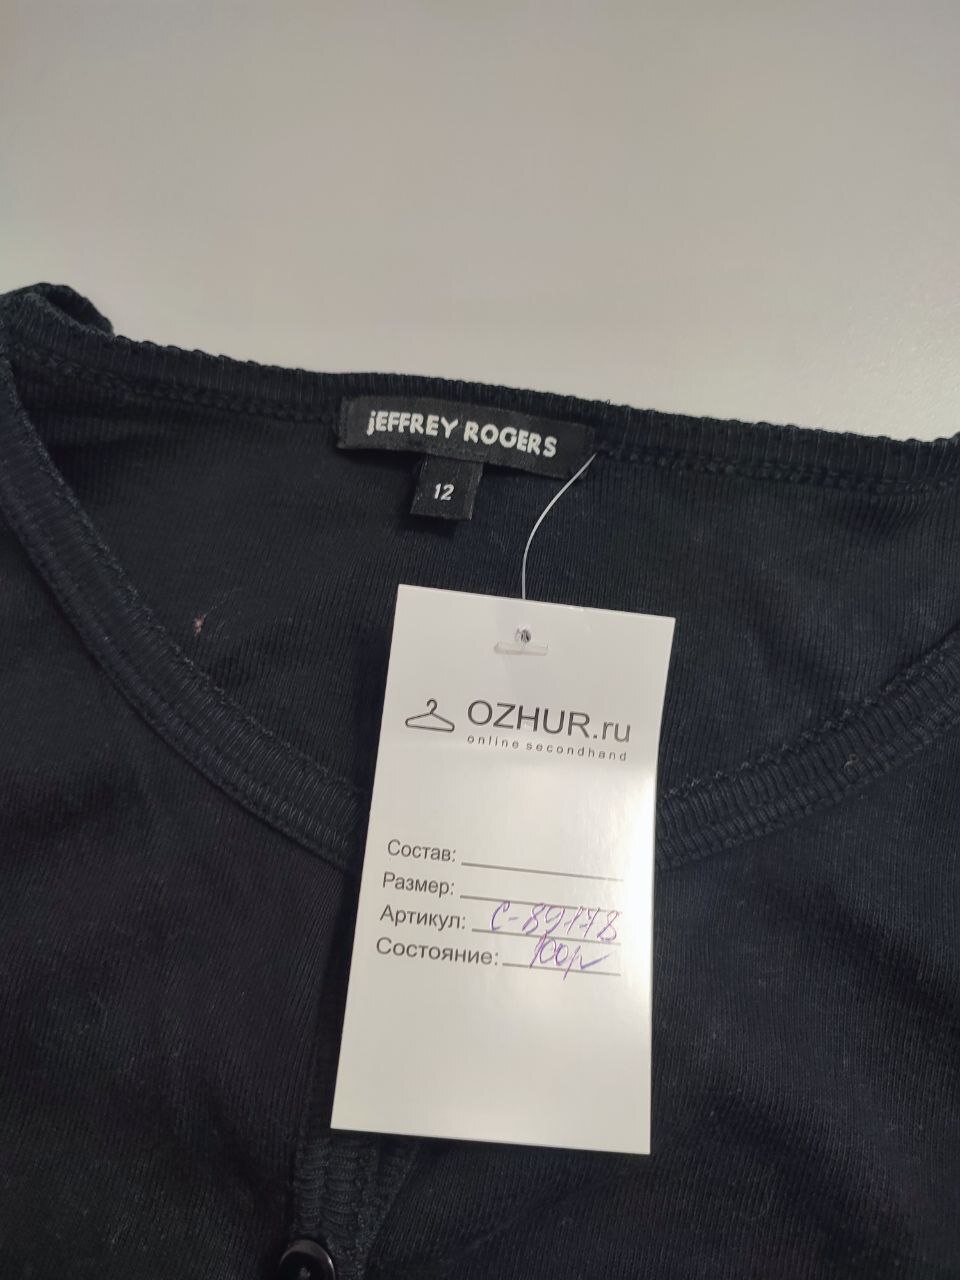 jEFFREY ROGERS
12
OZHUR.ru
online secondhand
Состав:
Размер:
Артикул: С-89178
Состояние: 100р